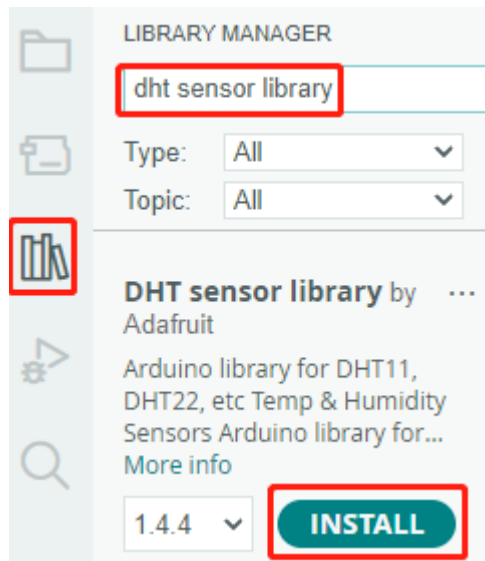 LIBRARY MANAGER
dht sensor library
Type: All
Topic: All
DHT sensor library by ...
Adafruit
Arduino library for DHT11,
DHT22, etc Temp & Humidity
Sensors Arduino library for...
More info
1.4.4 INSTALL